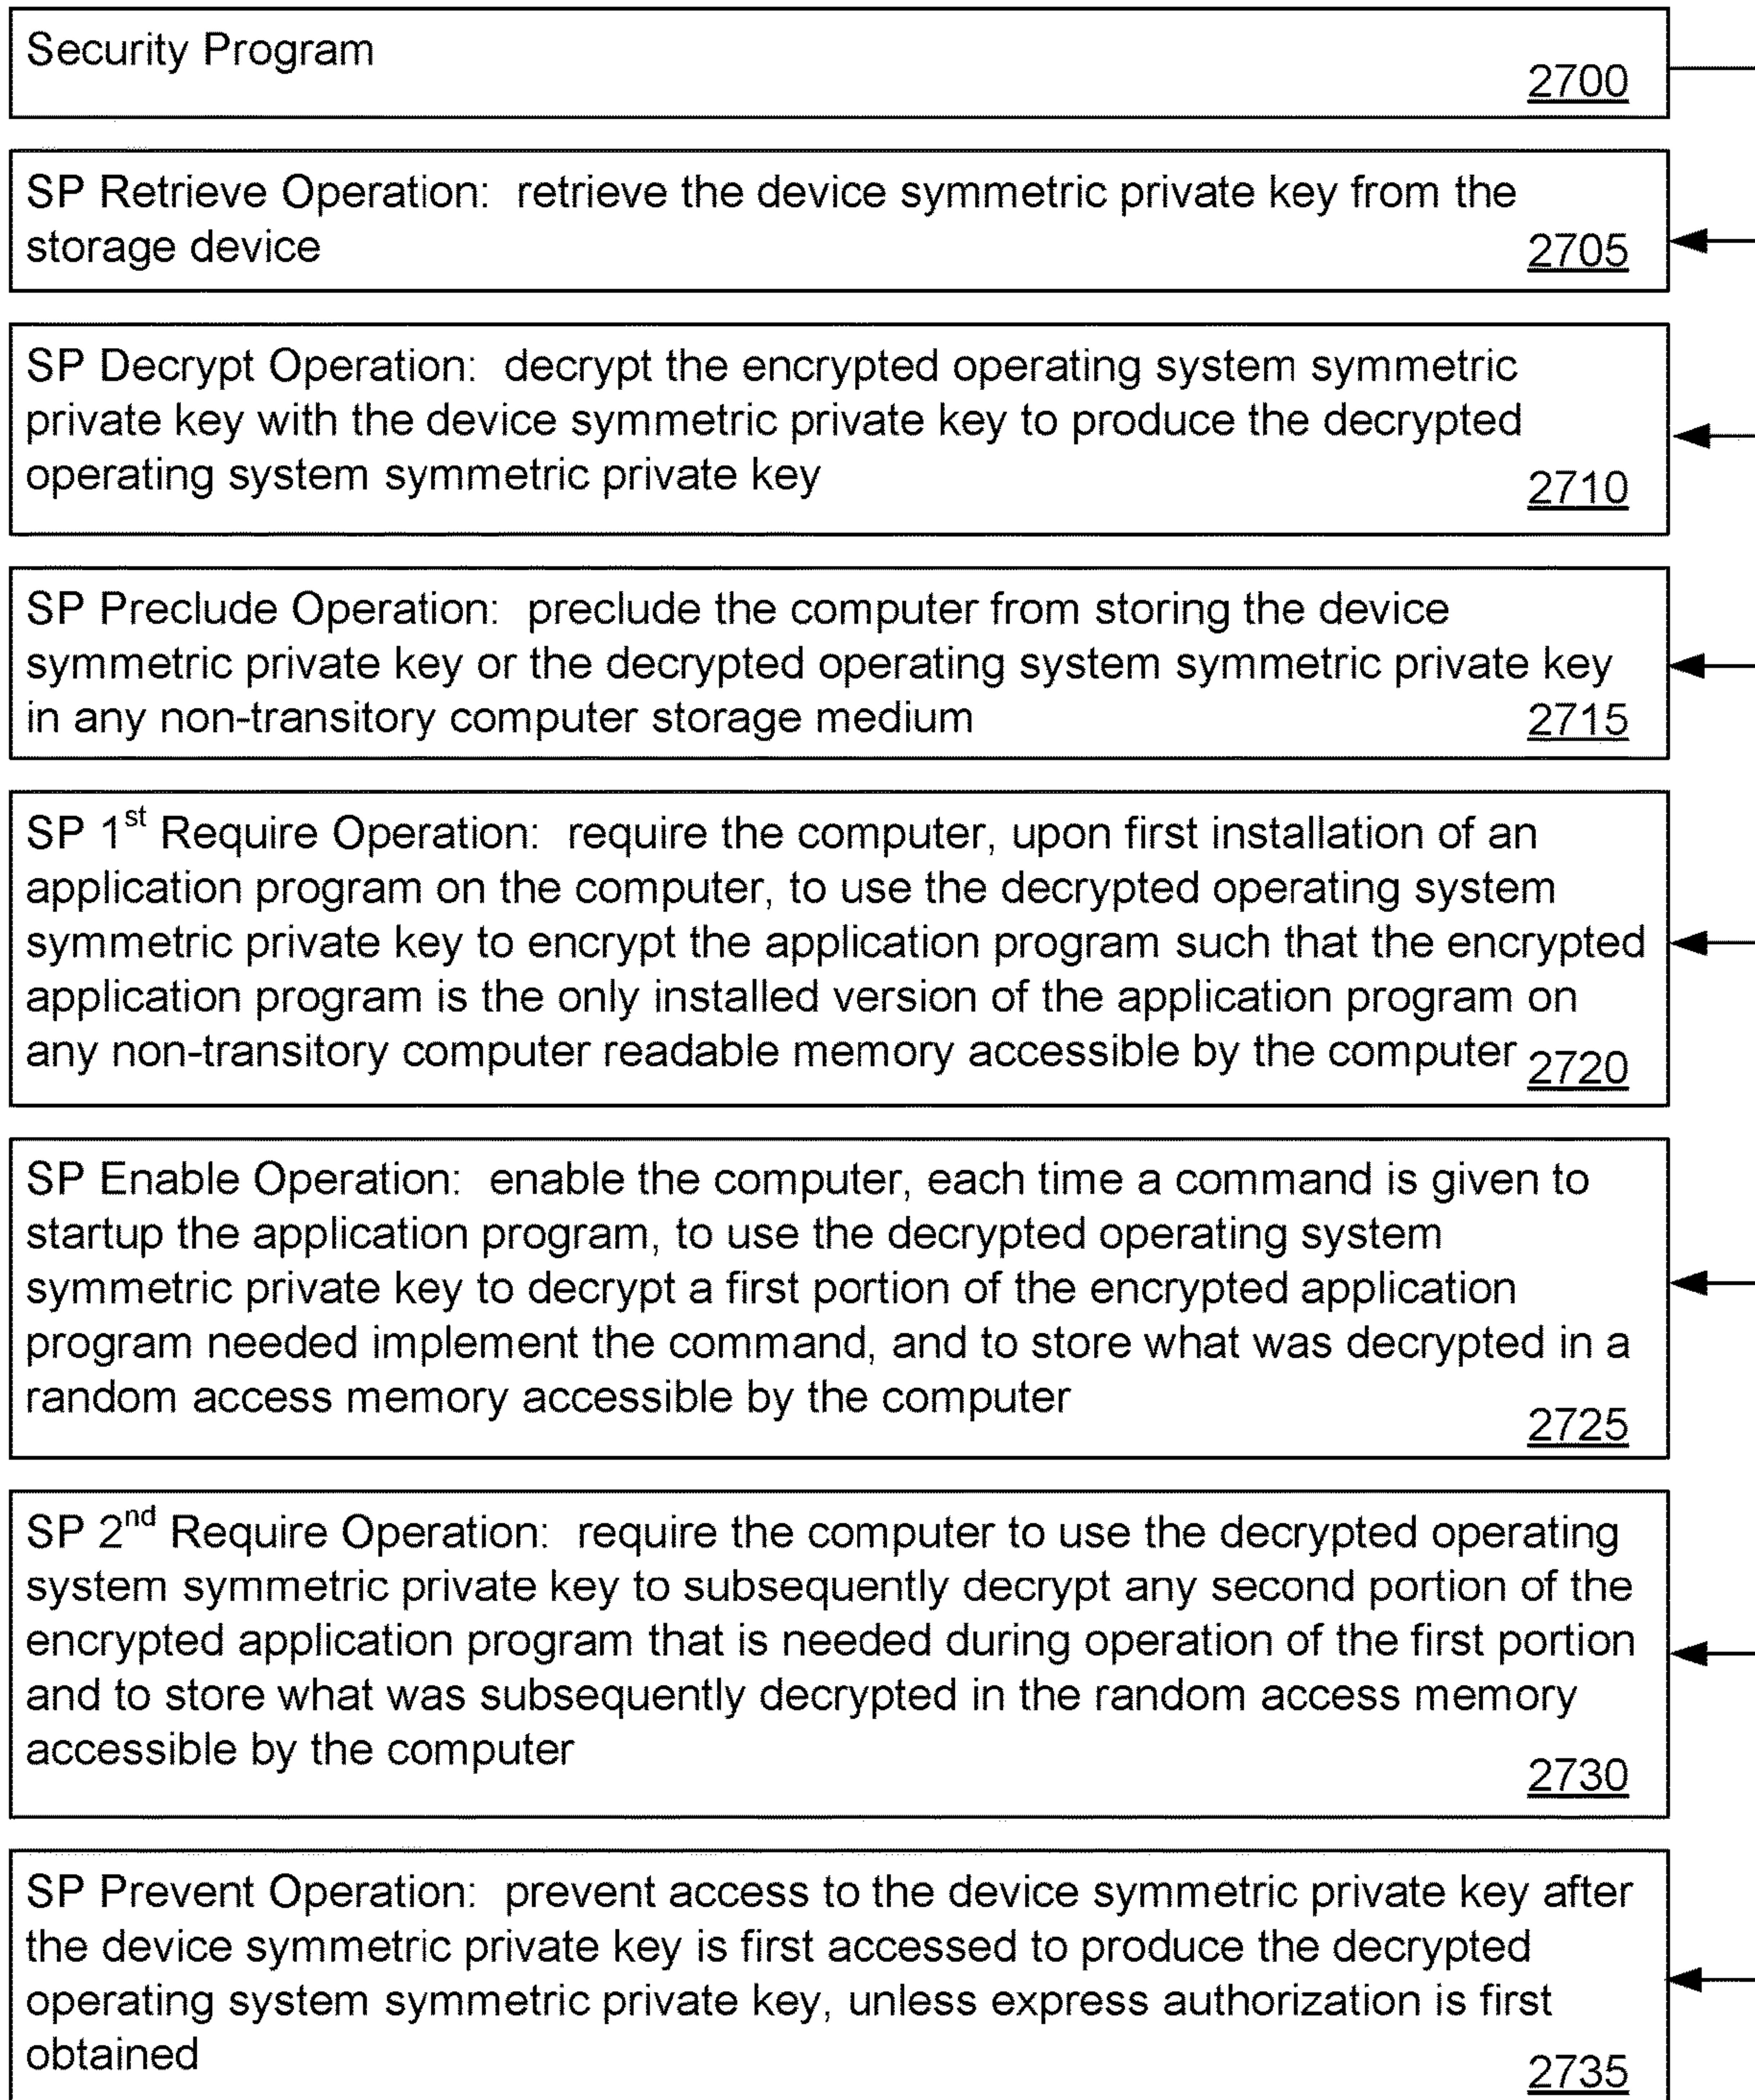 Security Program
2700
SP Retrieve Operation: retrieve the device symmetric private key from the
storage device
2705
SP Decrypt Operation: decrypt the encrypted operating system symmetric
private key with the device symmetric private key to produce the decrypted
operating system symmetric private key
2710
SP Preclude Operation: preclude the computer from storing the device
symmetric private key or the decrypted operating system symmetric private key
in any non-transitory computer storage medium
2715
SP 1st Require Operation: require the computer, upon first installation of an
application program on the computer, to use the decrypted operating system
symmetric private key to encrypt the application program such that the encrypted
application program is the only installed version of the application program on
any non-transitory computer readable memory accessible by the computer
2720
SP Enable Operation: enable the computer, each time a command is given to
startup the application program, to use the decrypted operating system
symmetric private key to decrypt a first portion of the encrypted application
program needed implement the command, and to store what was decrypted in a
random access memory accessible by the computer
2725
SP 2nd Require Operation: require the computer to use the decrypted operating
system symmetric private key to subsequently decrypt any second portion of the
encrypted application program that is needed during operation of the first portion
and to store what was subsequently decrypted in the random access memory
accessible by the computer
2730
SP Prevent Operation: prevent access to the device symmetric private key after
the device symmetric private key is first accessed to produce the decrypted
operating system symmetric private key, unless express authorization is first
obtained
2735